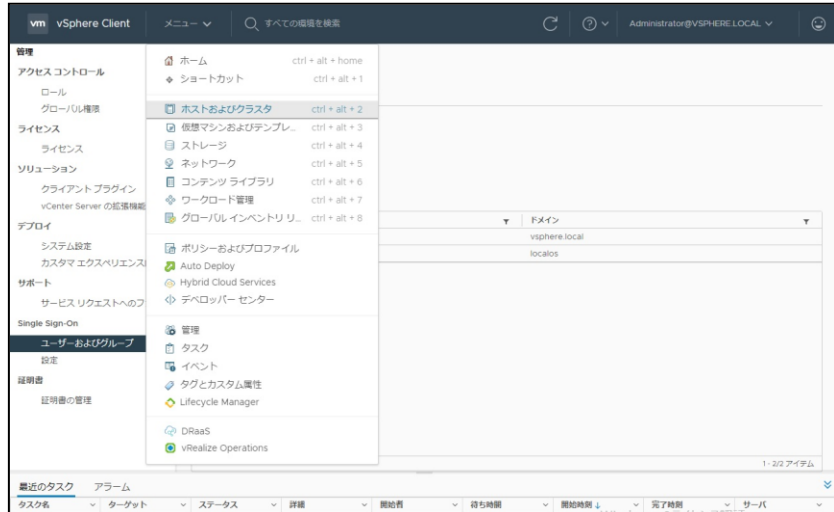 vm vSphere Client メニュー すべての環境を検索 Administrator@VSPHERE.LOCAL
管理
アクセス コントロール
ロール
グローバル権限
ライセンス
ライセンス
ソリューション
クライアント プラグイン
vCenter Server の拡張機能
デプロイ
システム設定
カスタマ エクスペリエンス
サポート
サービス リクエストへのフ
Single Sign-On
ユーザーおよびグループ
設定
証明書
証明書の管理
ホーム ctrl + alt + home
ショートカット ctrl + alt + 1
ホストおよびクラスタ ctrl + alt + 2
仮想マシンおよびテンプレ... ctrl + alt + 3
ストレージ ctrl + alt + 4
ネットワーク ctrl + alt + 5
コンテンツ ライブラリ ctrl + alt + 6
ワークロード管理 ctrl + alt + 7
グローバル インベントリ リ... ctrl + alt + 8
ポリシーおよびプロファイル
Auto Deploy
Hybrid Cloud Services
デベロッパー センター
管理
タスク
イベント
タグとカスタム属性
Lifecycle Manager
DRaaS
vRealize Operations
ドメイン
vsphere.local
localos
1 - 2/2 アイテム
最近のタスク アラーム
タスク名 ターゲット ステータス 詳細 開始者 待ち時間 開始時刻 ↓ 完了時刻 サーバ